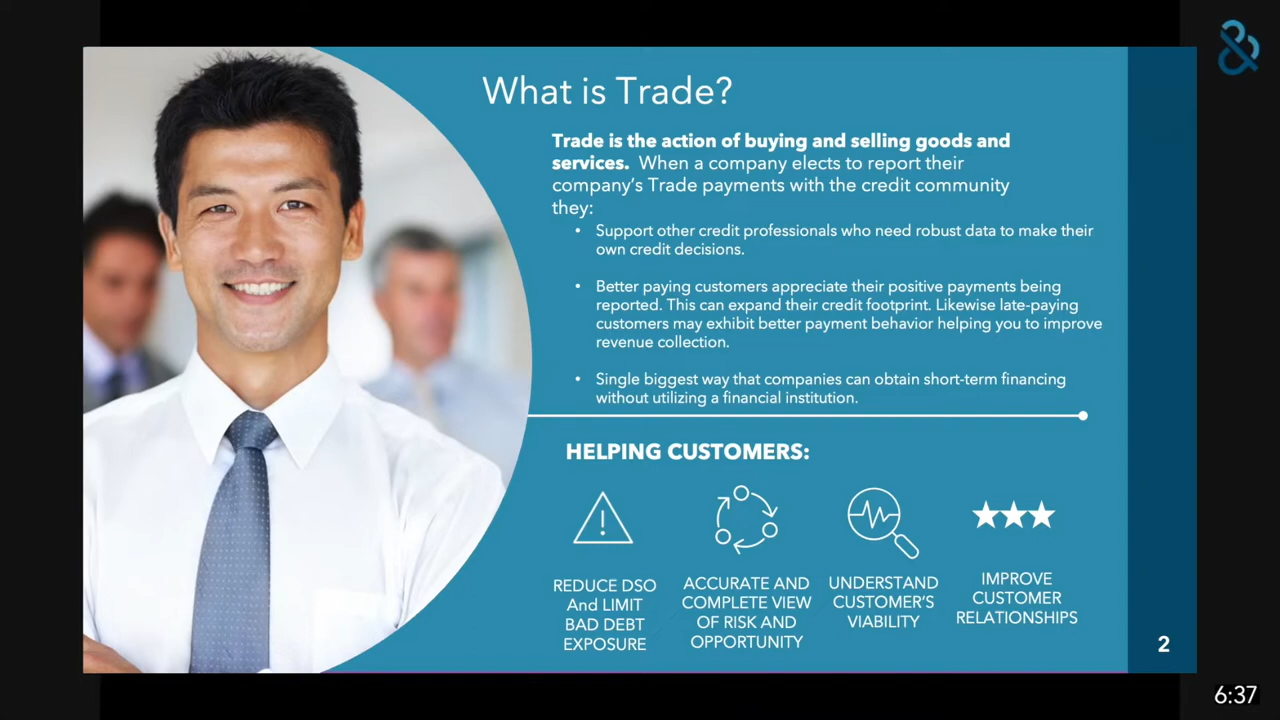 What is Trade?
Trade is the action of buying and selling goods and
services. When a company elects to report their
company’s Trade payments with the credit community
they:
• Support other credit professionals who need robust data to make their
own credit decisions.
• Better paying customers appreciate their positive payments being
reported. This can expand their credit footprint. Likewise late-paying
customers may exhibit better payment behavior helping you to improve
revenue collection.
• Single biggest way that companies can obtain short-term financing
without utilizing a financial institution.
HELPING CUSTOMERS:
REDUCE DSO
And LIMIT
BAD DEBT
EXPOSURE
ACCURATE AND
COMPLETE VIEW
OF RISK AND
OPPORTUNITY
UNDERSTAND
CUSTOMER’S
VIABILITY
IMPROVE
CUSTOMER
RELATIONSHIPS
2
&
6:37